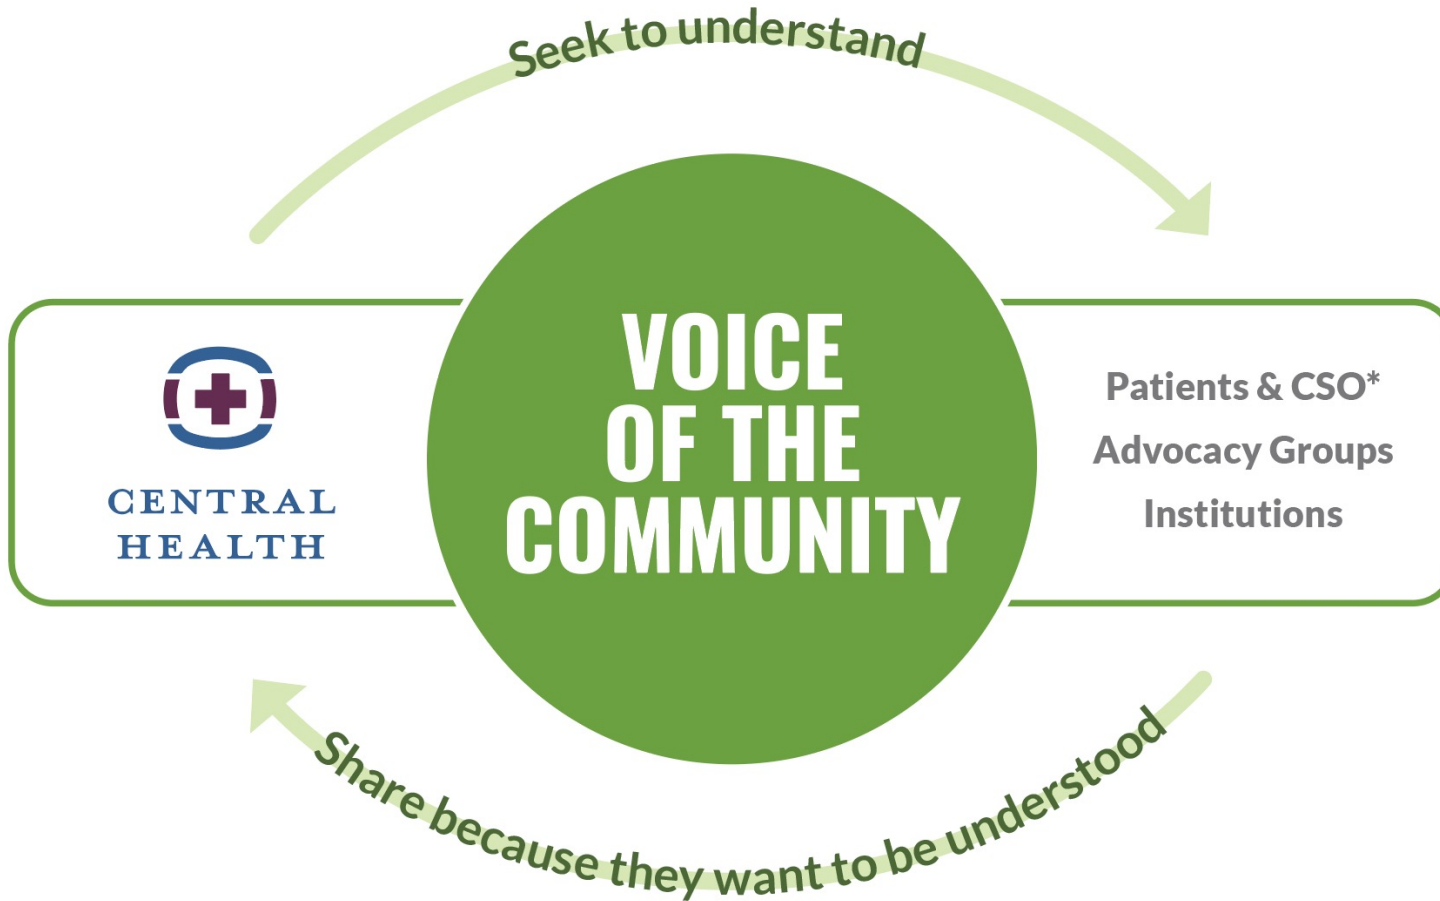 Seek to understand
CENTRAL
HEALTH
VOICE
OF THE
COMMUNITY
Patients & CSO*
Advocacy Groups
Institutions
Share because they want to be understood